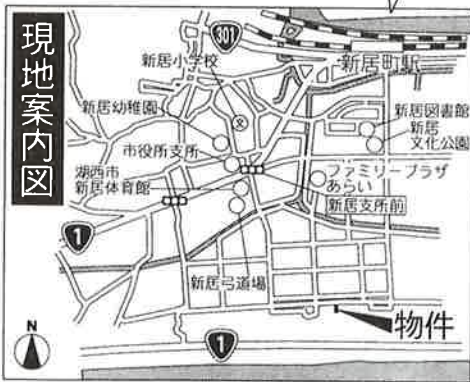 現地案内図
301
新居小学校
新居町駅
新居幼稚園
新居図書館
市役所支所
新居
文化公園
湖西市
新居体育館
ファミリープラザ
あらい
新居支所前
1
新居弓道場
物件
1
N